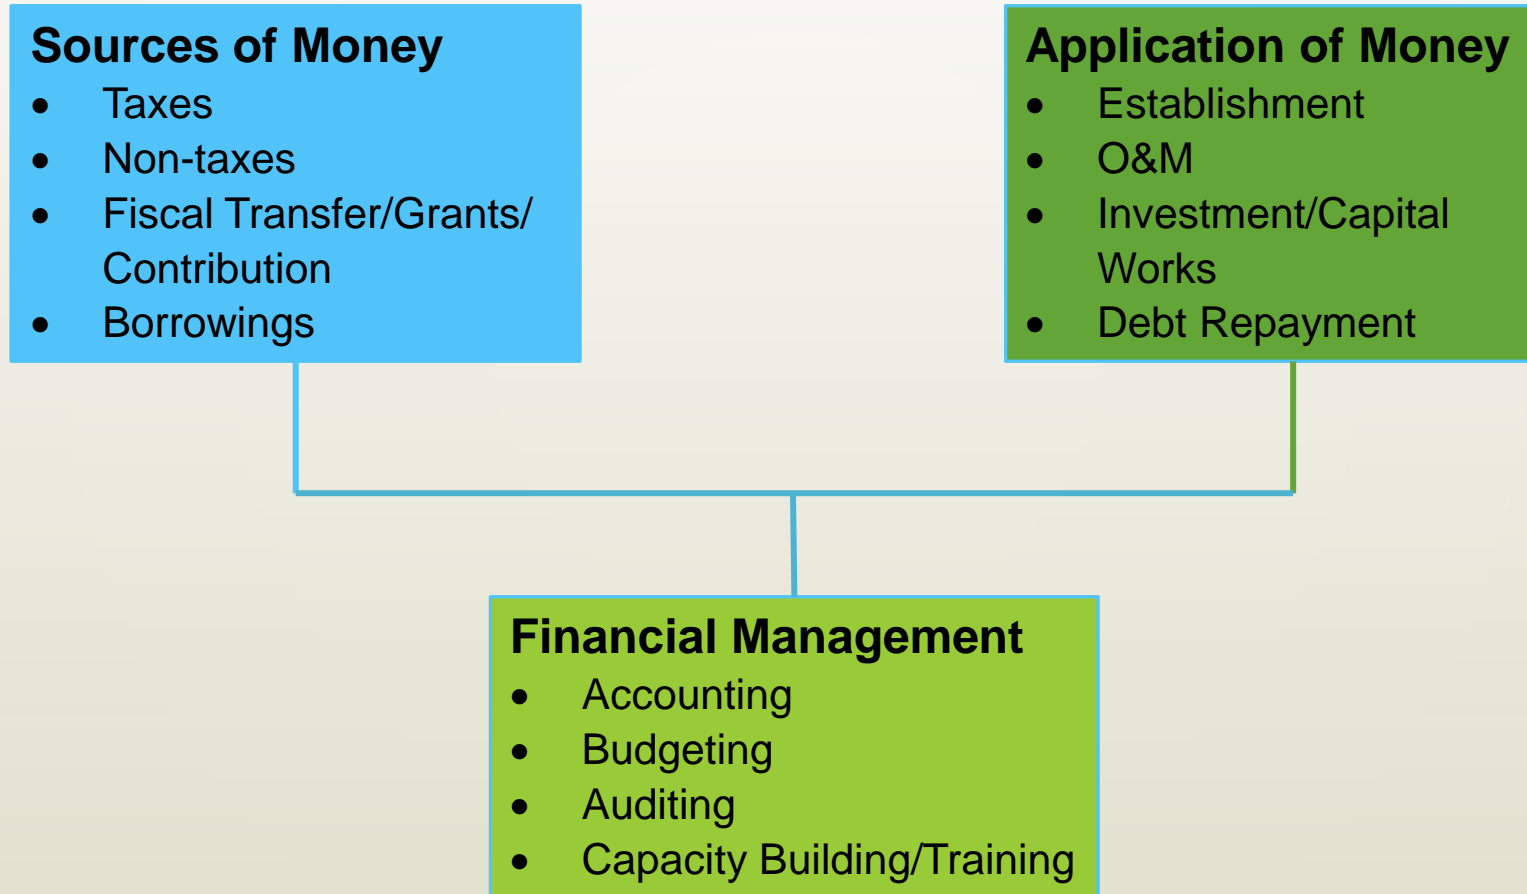 Sources of Money
• Taxes
• Non-taxes
• Fiscal Transfer/Grants/
Contribution
• Borrowings
Application of Money
• Establishment
• O&M
• Investment/Capital
Works
• Debt Repayment
Financial Management
• Accounting
• Budgeting
• Auditing
• Capacity Building/Training